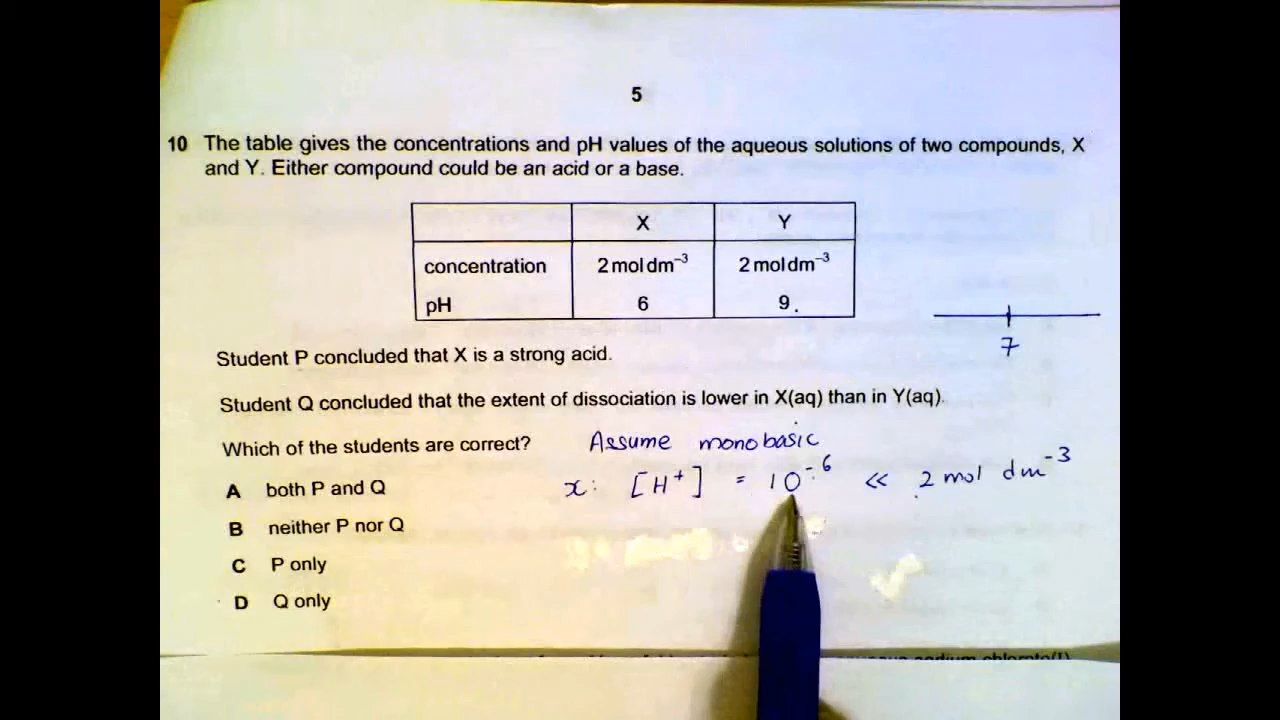 5
10 The table gives the concentrations and pH values of the aqueous solutions of two compounds, X
and Y. Either compound could be an acid or a base.
X Y
concentration 2 mol dm⁻³ 2 mol dm⁻³
pH 6 9
7
Student P concluded that X is a strong acid.
Student Q concluded that the extent of dissociation is lower in X(aq) than in Y(aq).
Which of the students are correct? Assume monobasic
x: [H⁺] = 10⁻⁶ << 2 mol dm⁻³
A both P and Q
B neither P nor Q
C P only
D Q only